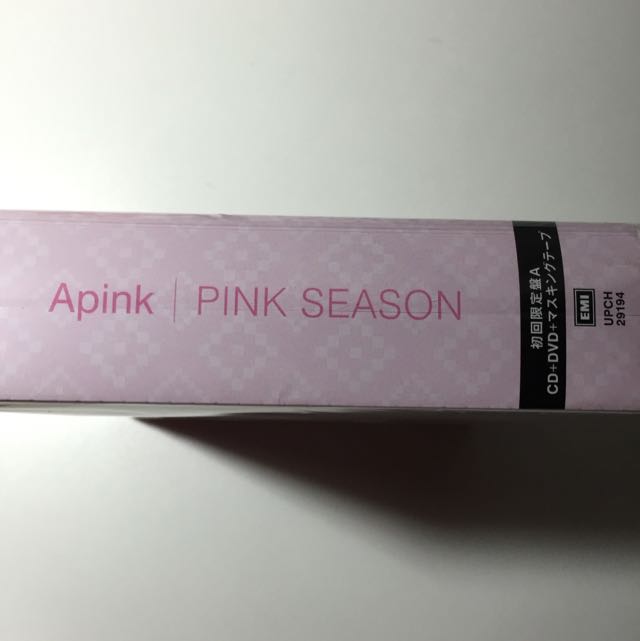 Apink | PINK SEASON
初回限定盤A
CD+DVD+マスキングテープ
EMI
UPCH
29194